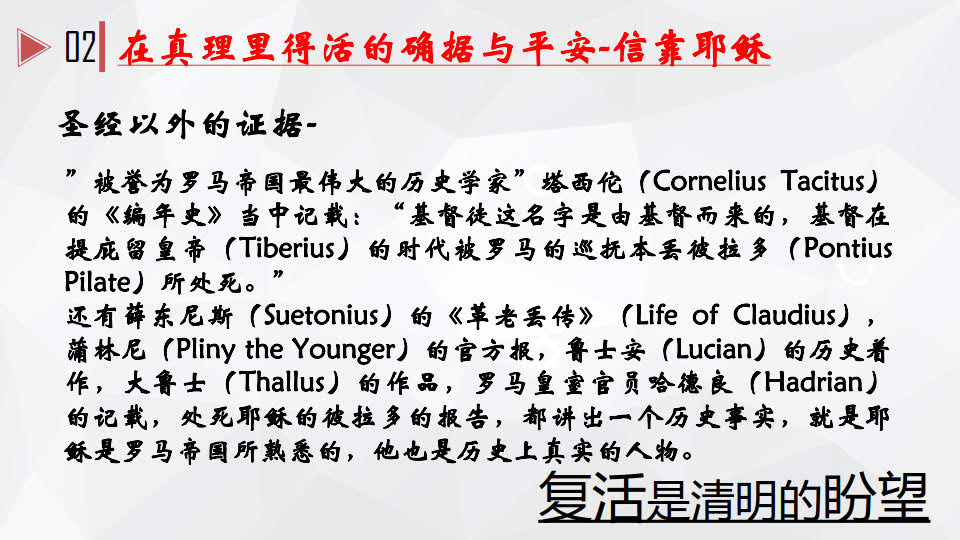 02 在真理里得活的确据与平安-信靠耶稣
圣经以外的证据-
”被誉为罗马帝国最伟大的历史学家”塔西伦（Cornelius Tacitus）
的《编年史》当中记载：“基督徒这名字是由基督而来的，基督在
提庇留皇帝（Tiberius）的时代被罗马的巡抚本丢彼拉多（Pontius
Pilate）所处死。”
还有薛东尼斯（Suetonius）的《革老丢传》（Life of Claudius），
蒲林尼（Pliny the Younger）的官方报，鲁士安（Lucian）的历史着
作，大鲁士（Thallus）的作品，罗马皇室官员哈德良（Hadrian）
的记载，处死耶稣的彼拉多的报告，都讲出一个历史事实，就是耶
稣是罗马帝国所熟悉的，他也是历史上真实的人物。
复活是清明的盼望